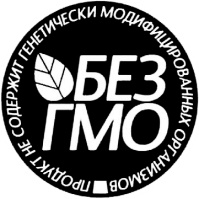 ПРОДУКТ НЕ СОДЕРЖИТ ГЕНЕТИЧЕСКИ МОДИФИЦИРОВАННЫХ ОРГАНИЗМОВ
БЕЗ
ГМО